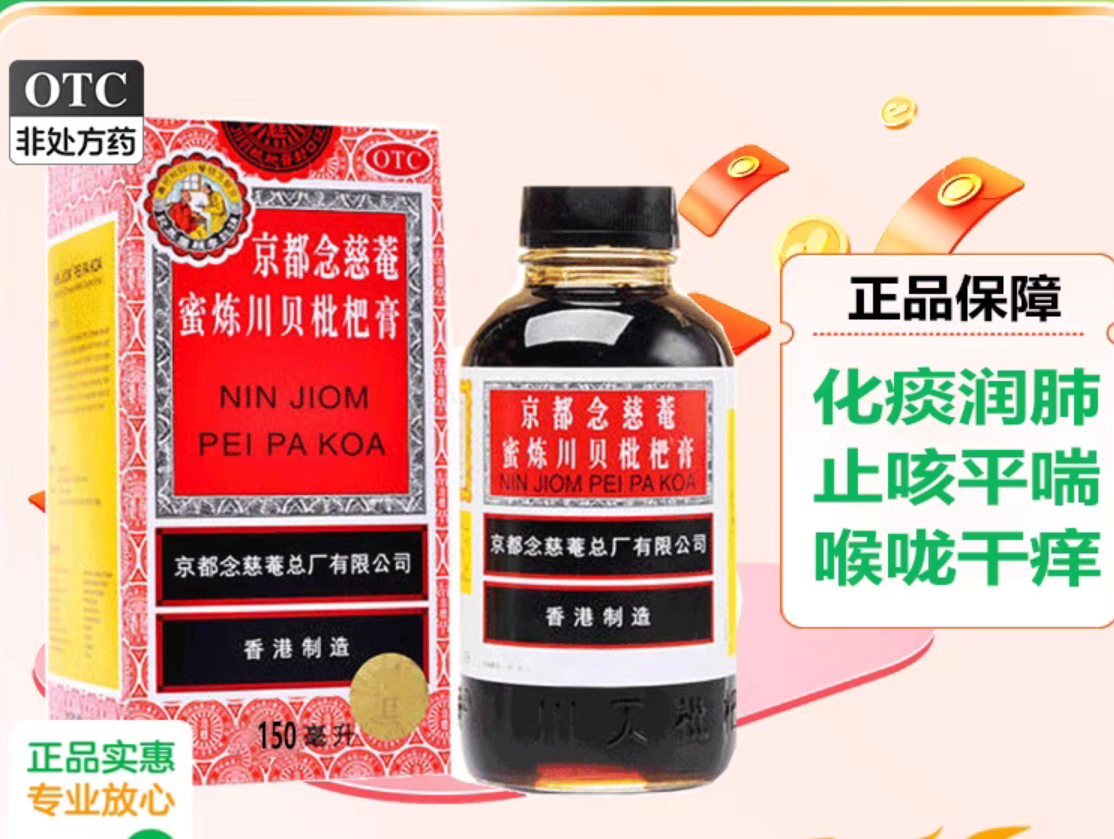 OTC
非处方药
OTC
京都念慈菴
蜜炼川贝枇杷膏
NIN JIOM
PEI PA KOA
京都念慈菴总厂有限公司
香港制造
150毫升
NIN JIOM PEI PA KOA
京都念慈菴
蜜炼川贝枇杷膏
NIN JIOM PEI PA KOA
京都念慈菴总厂有限公司
香港制造
正品保障
化痰润肺
止咳平喘
喉咙干痒
正品实惠
专业放心